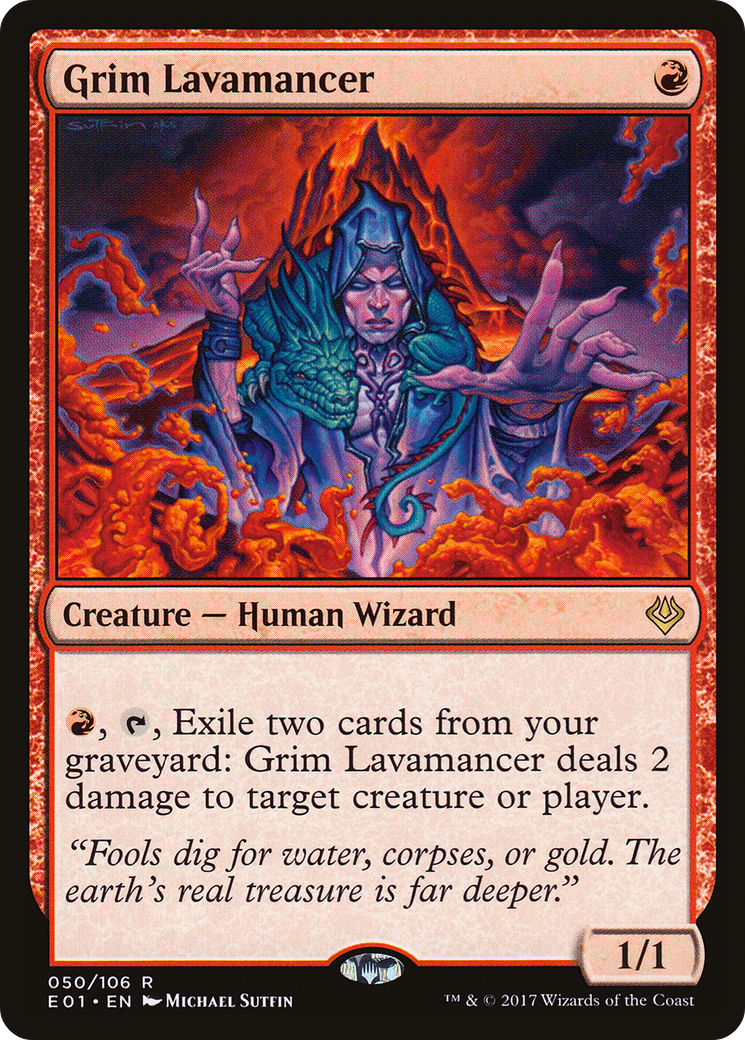 Grim Lavamancer
Sutfin
Creature — Human Wizard
, , Exile two cards from your
graveyard: Grim Lavamancer deals 2
damage to target creature or player.
“Fools dig for water, corpses, or gold. The
earth’s real treasure is far deeper.”
1/1
050/106 R
E01 • EN Michael Sutfin
™ & © 2017 Wizards of the Coast